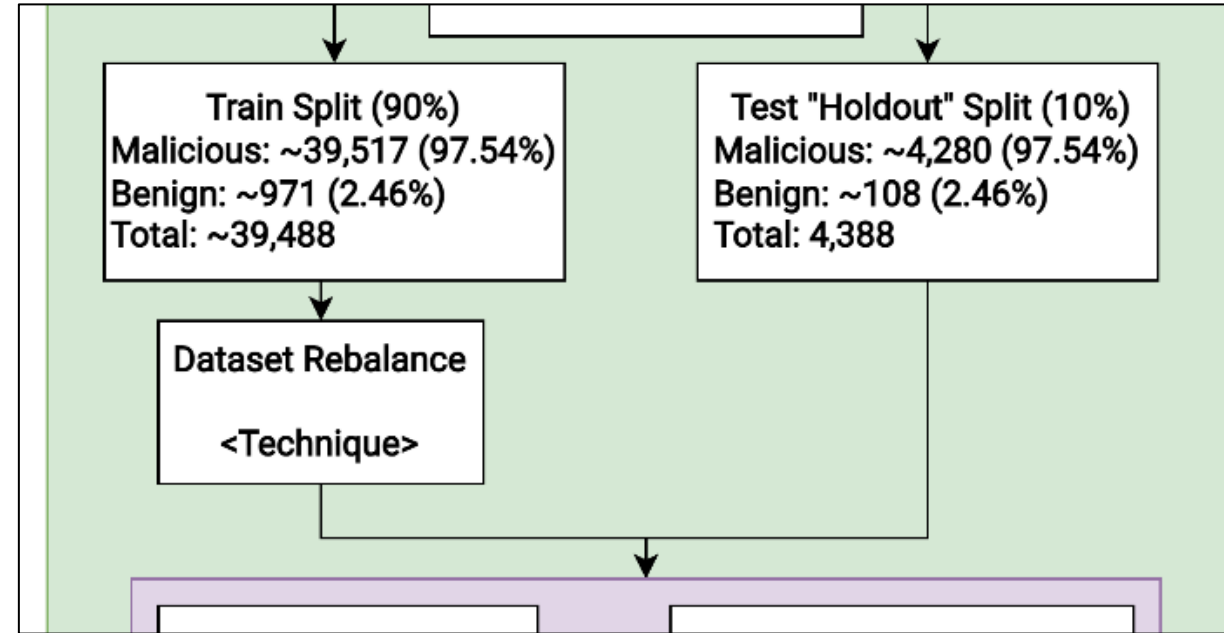 Train Split (90%)
Malicious: ~39,517 (97.54%)
Benign: ~971 (2.46%)
Total: ~39,488
Test "Holdout" Split (10%)
Malicious: ~4,280 (97.54%)
Benign: ~108 (2.46%)
Total: 4,388
Dataset Rebalance
<Technique>